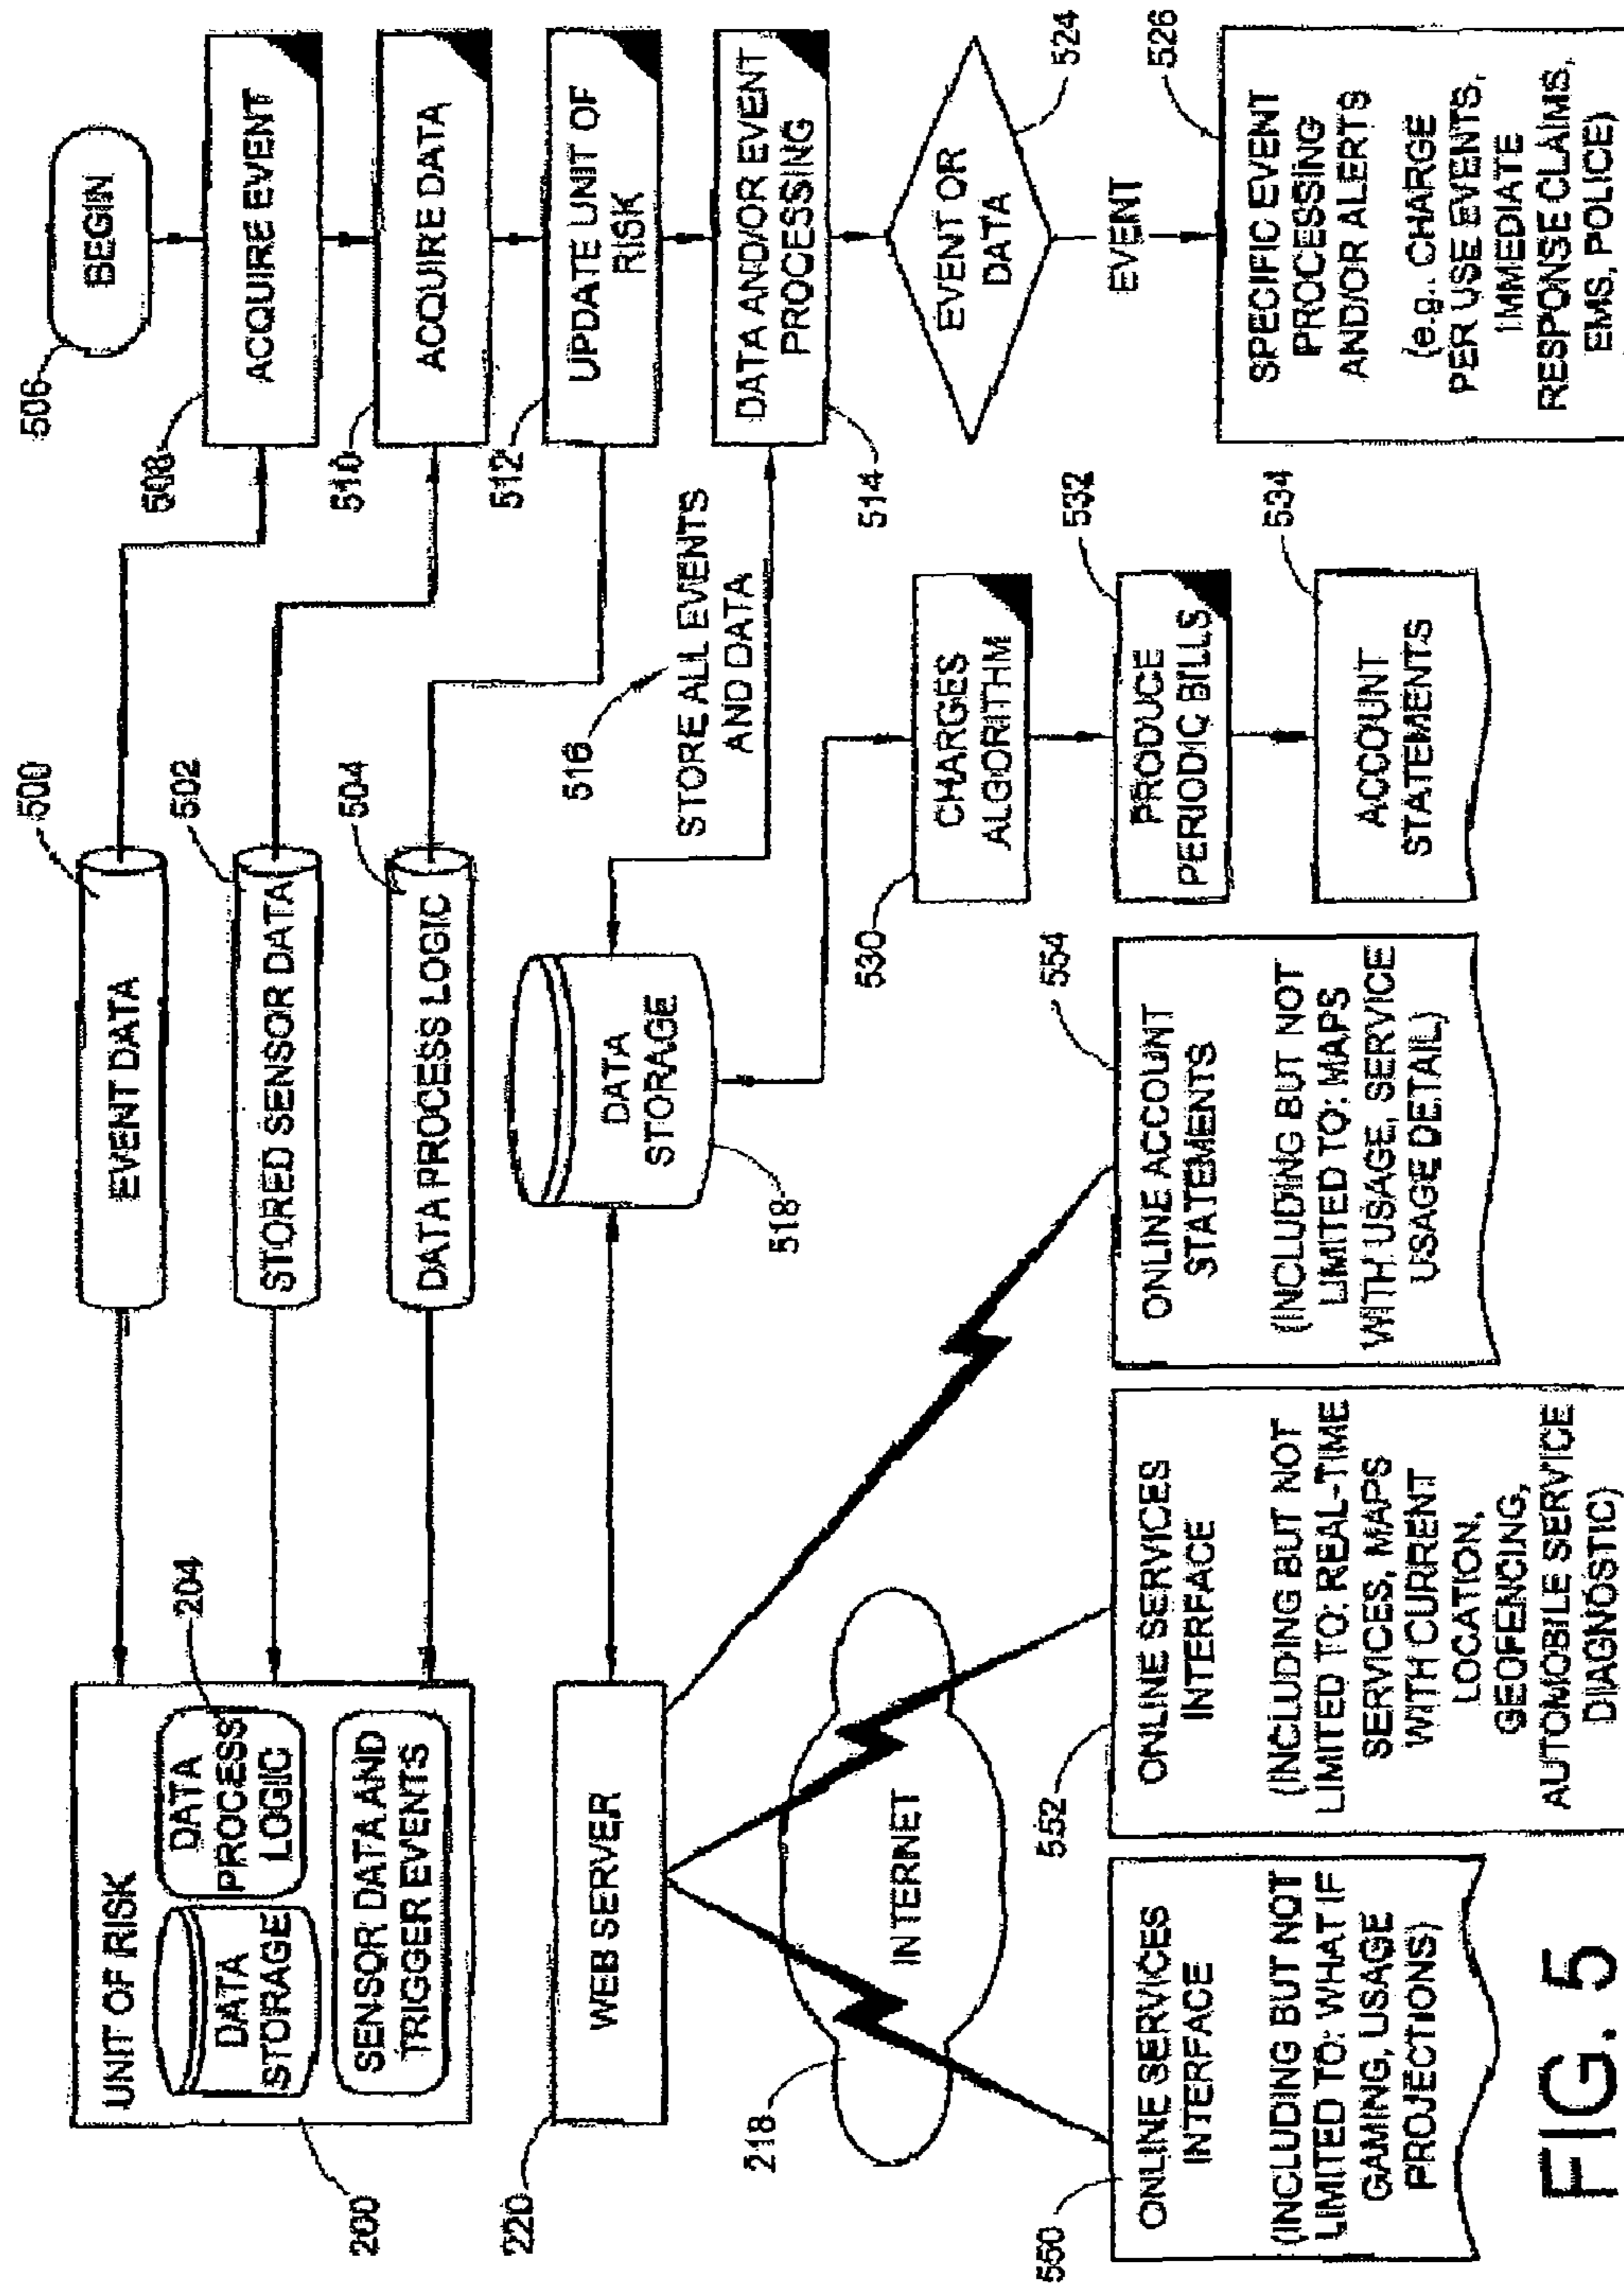 UNIT OF RISK
DATA
STORAGE
DATA
PROCESS
LOGIC
204
SENSOR DATA AND
TRIGGER EVENTS
200
EVENT DATA
500
STORED SENSOR DATA
502
DATA PROCESS LOGIC
504
506
BEGIN
508
ACQUIRE EVENT
510
ACQUIRE DATA
512
UPDATE UNIT OF
RISK
516
STORE ALL EVENTS
AND DATA
DATA AND/OR EVENT
PROCESSING
514
220
WEB SERVER
DATA
STORAGE
518
EVENT OR
DATA
524
EVENT
530
CHARGES
ALGORITHM
532
PRODUCE
PERIODIC BILLS
534
ACCOUNT
STATEMENTS
526
SPECIFIC EVENT
PROCESSING
AND/OR ALERTS
(e.g., CHARGE
PER USE EVENTS,
IMMEDIATE
RESPONSE CLAIMS,
EMS, POLICE)
218
INTERNET
550
ONLINE SERVICES
INTERFACE
(INCLUDING BUT NOT
LIMITED TO: WHAT IF
GAMING, USAGE
PROJECTIONS)
552
ONLINE SERVICES
INTERFACE
(INCLUDING BUT NOT
LIMITED TO: REAL-TIME
SERVICES, MAPS
WITH CURRENT
LOCATION,
GEOFENCING,
AUTOMOBILE SERVICE
DIAGNOSTIC)
554
ONLINE ACCOUNT
STATEMENTS
(INCLUDING BUT NOT
LIMITED TO: MAPS
WITH USAGE, SERVICE
USAGE DETAIL)
FIG. 5